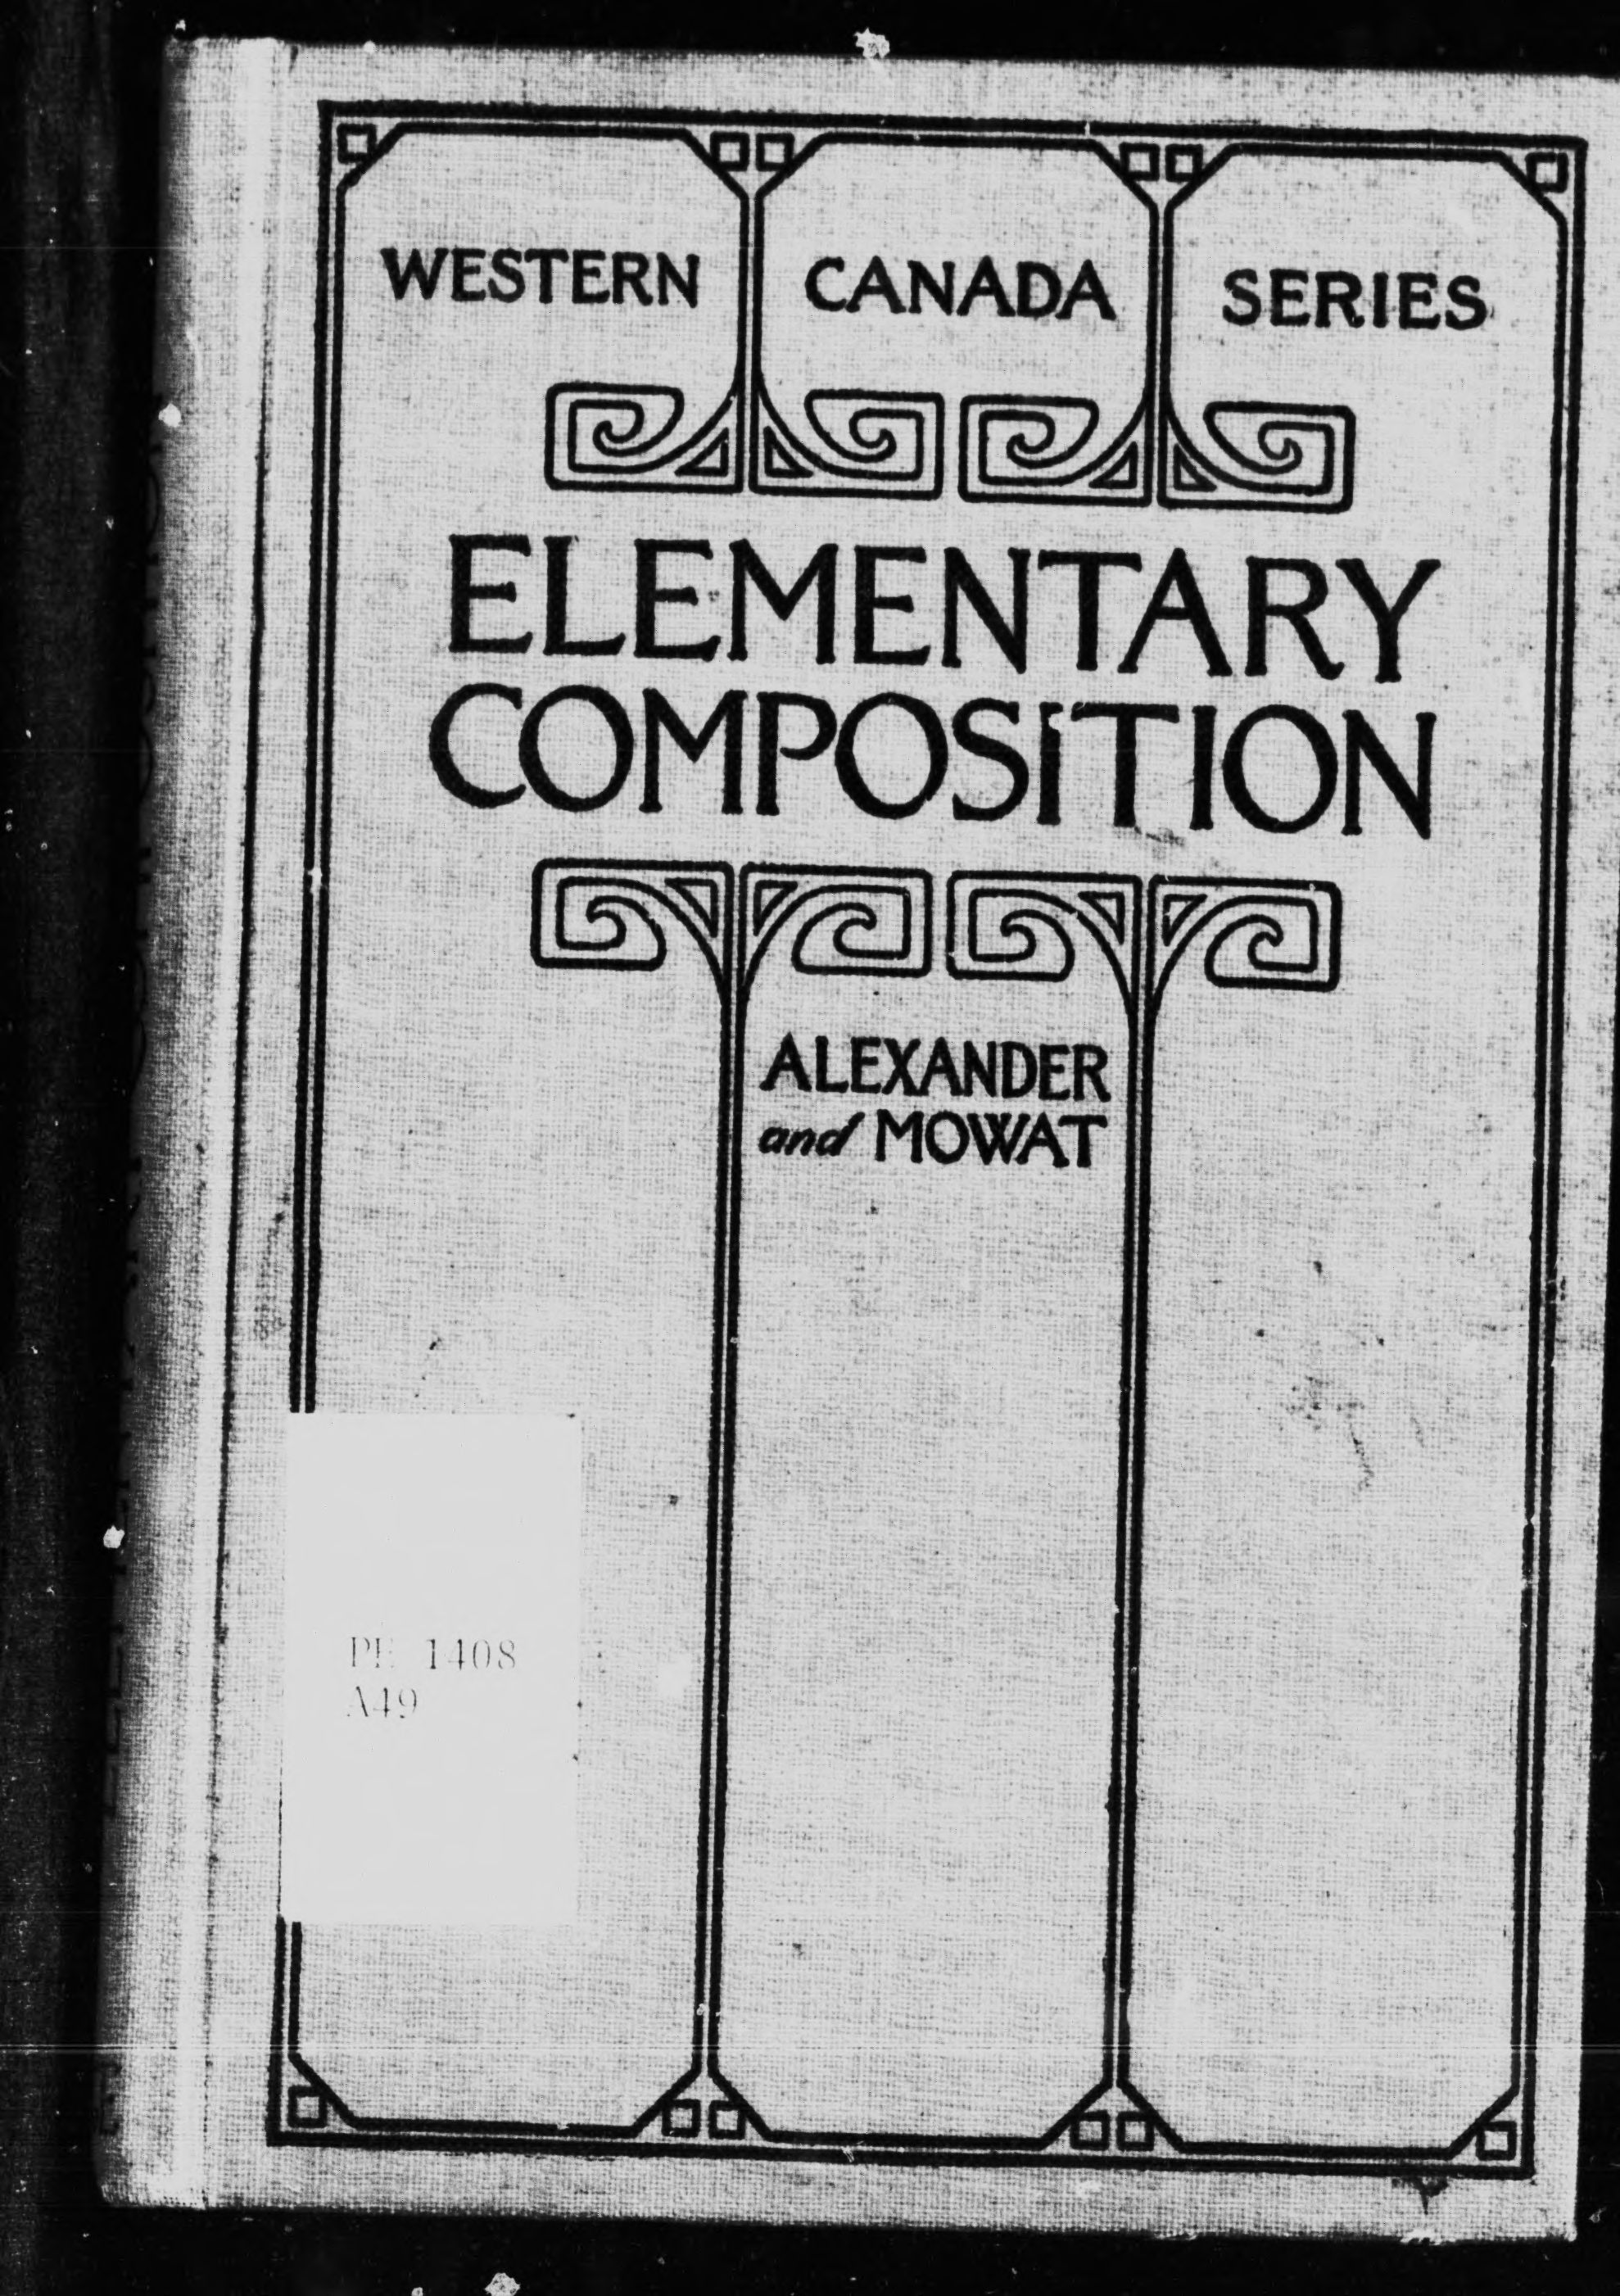 WESTERN CANADA SERIES
ELEMENTARY
COMPOSITION
ALEXANDER
and MOWAT
PE 1408
A49